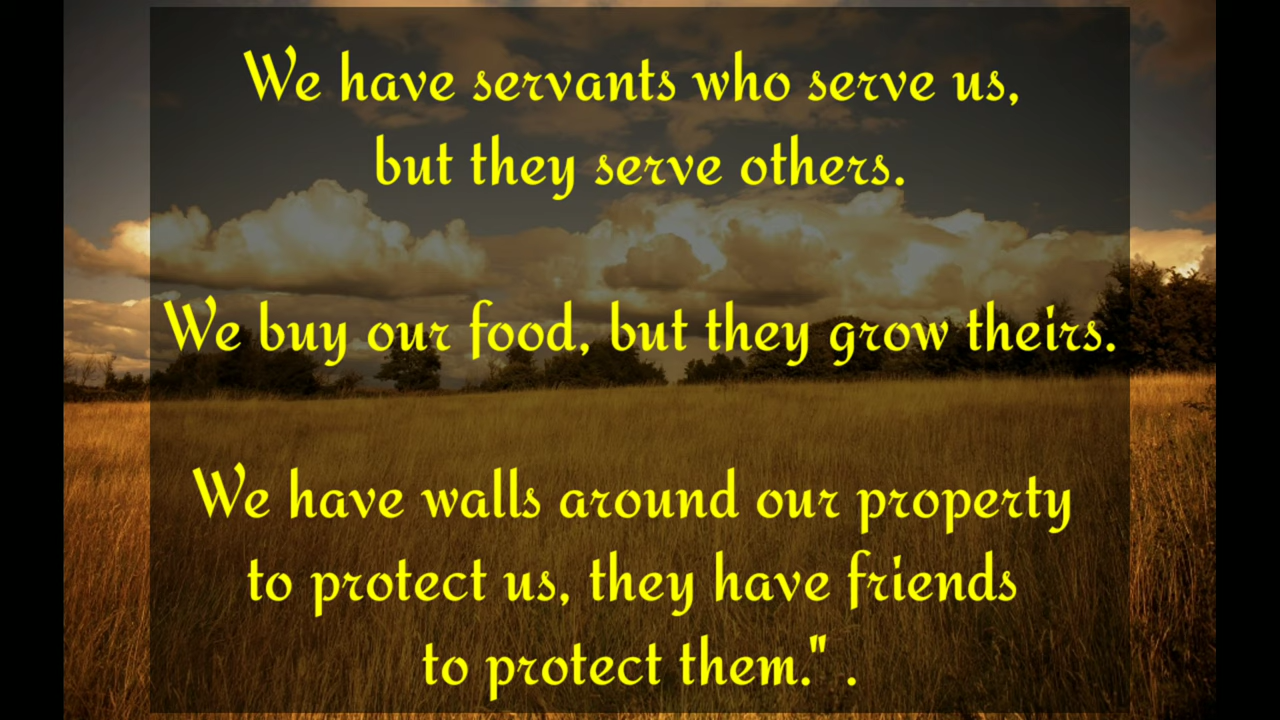 We have servants who serve us,
but they serve others.
We buy our food, but they grow theirs.
We have walls around our property
to protect us, they have friends
to protect them." .